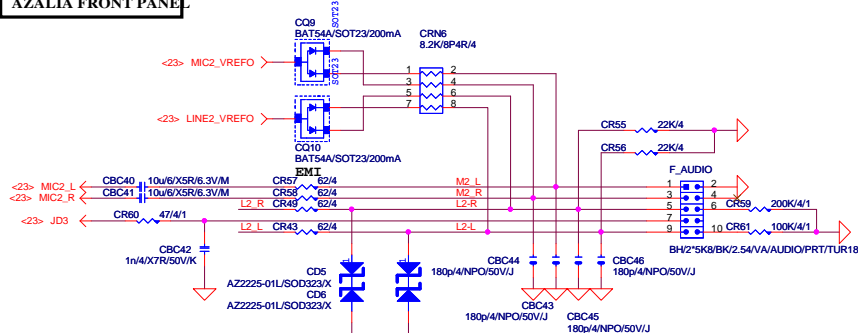 AZALIA FRONT PANEL
SOT23
CQ9
BAT54A/SOT23/200mA
CRN6
8.2K/8P4R/4
<23> MIC2_VREFO
SOT23
1 2
3 4
5 6
7 8
<23> LINE2_VREFO
CQ10
BAT54A/SOT23/200mA
CR55 22K/4
CR56 22K/4
EMI
F_AUDIO
<23> MIC2_L CBC40 10u/6/X5R/6.3V/M CR57 62/4 M2_L 1 2
<23> MIC2_R CBC41 10u/6/X5R/6.3V/M CR58 62/4 M2_R 3 4
L2_R CR49 62/4 L2-R 5 6 CR59 200K/4/1
<23> JD3 CR60 47/4/1 7
L2_L CR43 62/4 L2-L 9 10 CR61 100K/4/1
BH/2*5K8/BK/2.54/VA/AUDIO/PRT/TUR18
CBC42
1n/4/X7R/50V/K
CD5
AZ2225-01L/SOD323/X
CD6
AZ2225-01L/SOD323/X
1
1
CBC44
180p/4/NPO/50V/J
CBC46
180p/4/NPO/50V/J
CBC43
180p/4/NPO/50V/J
CBC45
180p/4/NPO/50V/J